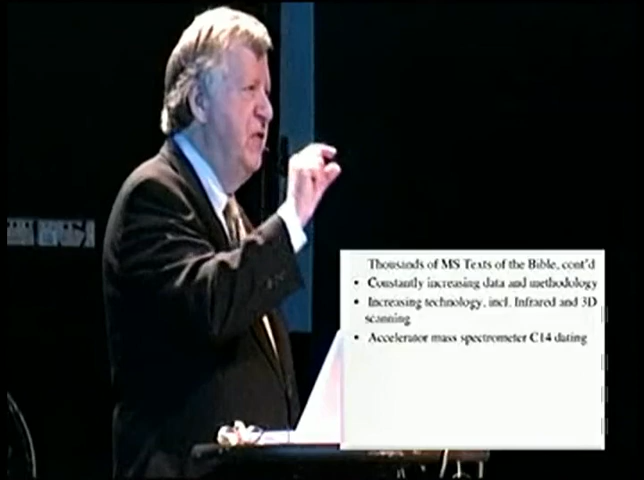 Thousands of MS Texts of the Bible, cont'd
• Constantly increasing data and methodology
• Increasing technology, incl. Infrared and 3D
scanning
• Accelerator mass spectrometer C14 dating